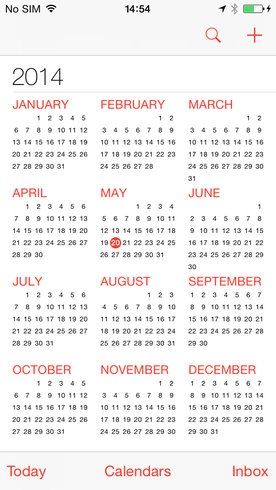 No SIM 14:54
2014
JANUARY
1 2 3 4 5
6 7 8 9 10 11 12
13 14 15 16 17 18 19
20 21 22 23 24 25 26
27 28 29 30 31
FEBRUARY
1 2
3 4 5 6 7 8 9
10 11 12 13 14 15 16
17 18 19 20 21 22 23
24 25 26 27 28
MARCH
1 2
3 4 5 6 7 8 9
10 11 12 13 14 15 16
17 18 19 20 21 22 23
24 25 26 27 28 29 30
31
APRIL
1 2 3 4 5 6
7 8 9 10 11 12 13
14 15 16 17 18 19 20
21 22 23 24 25 26 27
28 29 30
MAY
1 2 3 4
5 6 7 8 9 10 11
12 13 14 15 16 17 18
19 20 21 22 23 24 25
26 27 28 29 30 31
JUNE
1
2 3 4 5 6 7 8
9 10 11 12 13 14 15
16 17 18 19 20 21 22
23 24 25 26 27 28 29
30
JULY
1 2 3 4 5 6
7 8 9 10 11 12 13
14 15 16 17 18 19 20
21 22 23 24 25 26 27
28 29 30 31
AUGUST
1 2 3
4 5 6 7 8 9 10
11 12 13 14 15 16 17
18 19 20 21 22 23 24
25 26 27 28 29 30 31
SEPTEMBER
1 2 3 4 5 6 7
8 9 10 11 12 13 14
15 16 17 18 19 20 21
22 23 24 25 26 27 28
29 30
OCTOBER
1 2 3 4 5
6 7 8 9 10 11 12
13 14 15 16 17 18 19
20 21 22 23 24 25 26
27 28 29 30 31
NOVEMBER
1 2
3 4 5 6 7 8 9
10 11 12 13 14 15 16
17 18 19 20 21 22 23
24 25 26 27 28 29 30
DECEMBER
1 2 3 4 5 6 7
8 9 10 11 12 13 14
15 16 17 18 19 20 21
22 23 24 25 26 27 28
29 30 31
Today Calendars Inbox